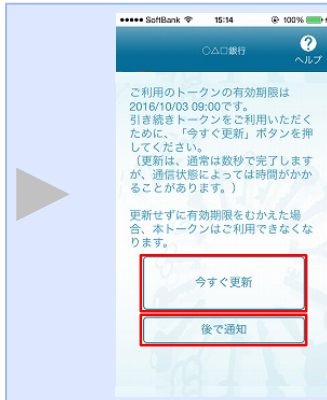 ●●●●● SoftBank 15:14 100%
○△□銀行
?
ヘルプ
ご利用のトークンの有効期限は
2016/10/03 09:00です。
引き続きトークンをご利用いただく
ために、「今すぐ更新」ボタンを押
してください。
（更新は、通常は数秒で完了します
が、通信状態によっては時間がかか
ることがあります。）
更新せずに有効期限をむかえた場
合、本トークンはご利用できなくな
ります。
今すぐ更新
後で通知